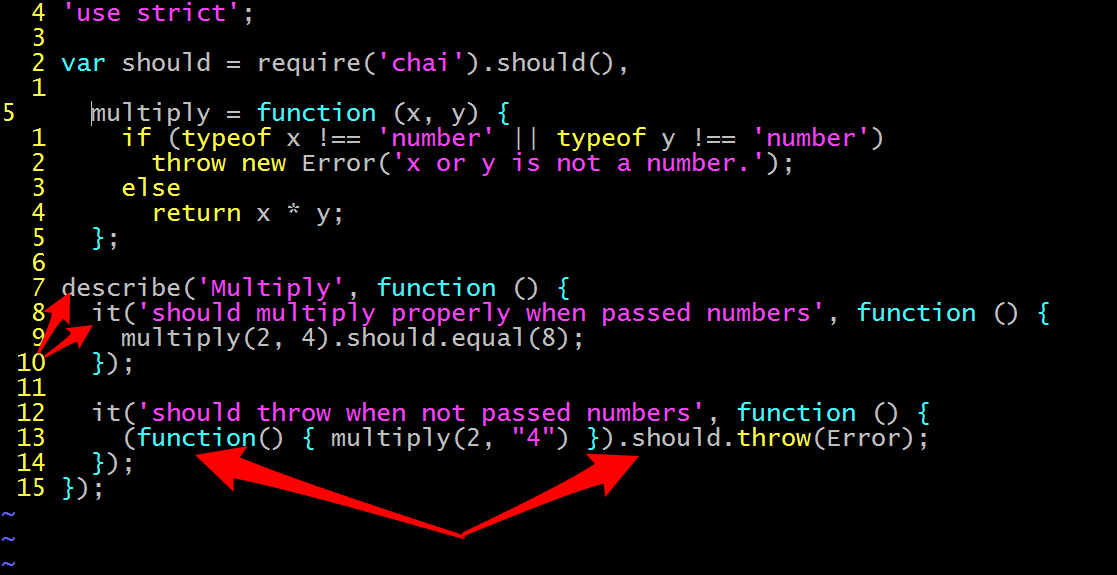 4 'use strict';
3
2 var should = require('chai').should(),
1
5 multiply = function (x, y) {
1 if (typeof x !== 'number' || typeof y !== 'number')
2 throw new Error('x or y is not a number.');
3 else
4 return x * y;
5 };
6
7 describe('Multiply', function () {
8 it('should multiply properly when passed numbers', function () {
9 multiply(2, 4).should.equal(8);
10 });
11
12 it('should throw when not passed numbers', function () {
13 (function() { multiply(2, "4") }).should.throw(Error);
14 });
15 });
~
~
~